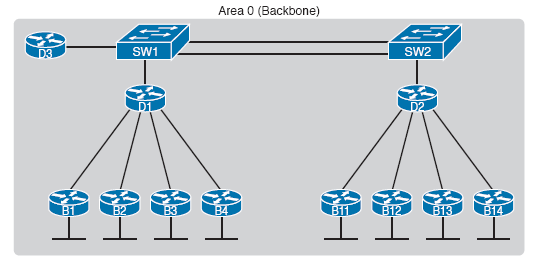 Area 0 (Backbone)
D3
SW1
SW2
D1
D2
B1
B2
B3
B4
B11
B12
B13
B14